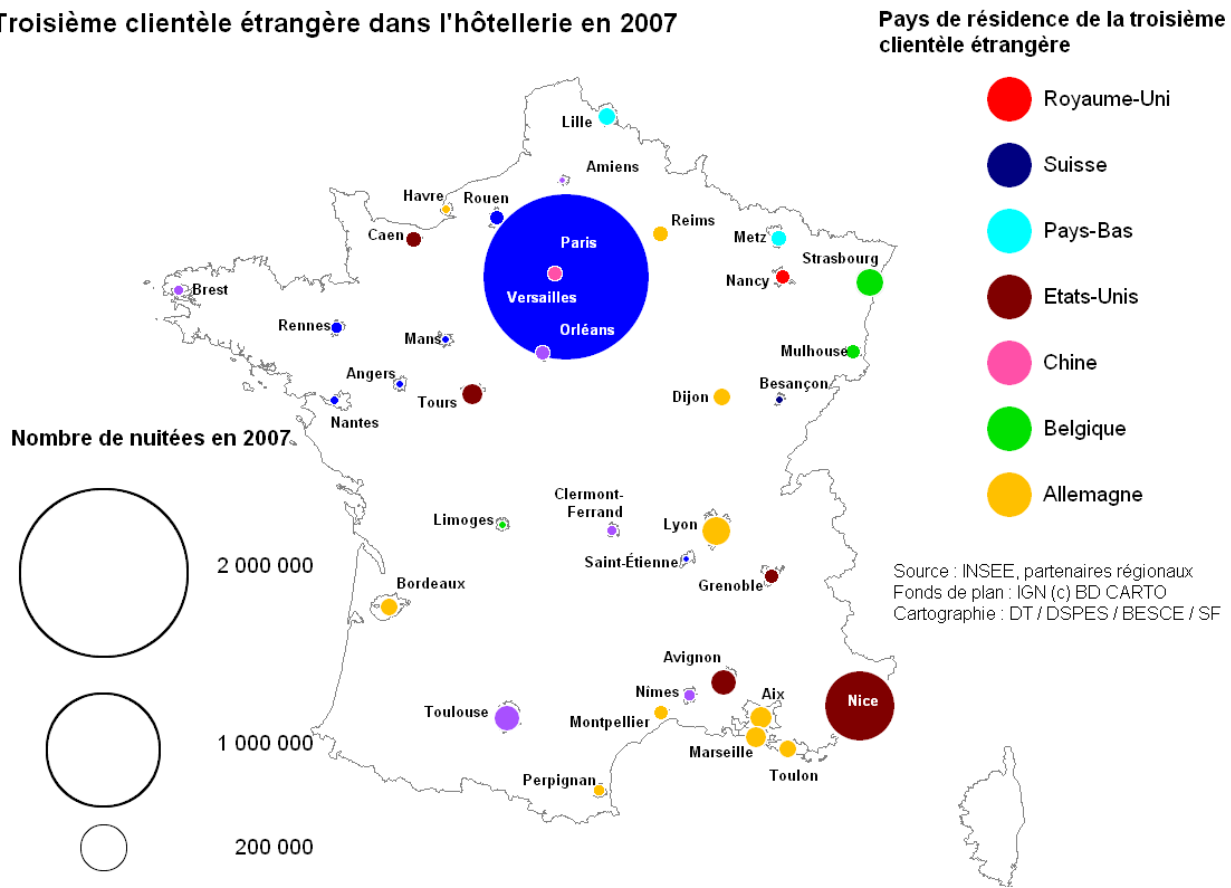 Troisième clientèle étrangère dans l'hôtellerie en 2007
Pays de résidence de la troisième
clientèle étrangère
Royaume-Uni
Suisse
Pays-Bas
Etats-Unis
Chine
Belgique
Allemagne
Source : INSEE, partenaires régionaux
Fonds de plan : IGN (c) BD CARTO
Cartographie : DT / DSPES / BESCE / SF
Lille
Amiens
Havre
Rouen
Caen
Reims
Metz
Paris
Strasbourg
Nancy
Brest
Versailles
Rennes
Orléans
Mans
Mulhouse
Angers
Besançon
Tours
Dijon
Nantes
Nombre de nuitées en 2007
2 000 000
1 000 000
200 000
Clermont-
Ferrand
Limoges
Lyon
Saint-Étienne
Grenoble
Bordeaux
Avignon
Nîmes
Aix
Nice
Toulouse
Montpellier
Marseille
Toulon
Perpignan